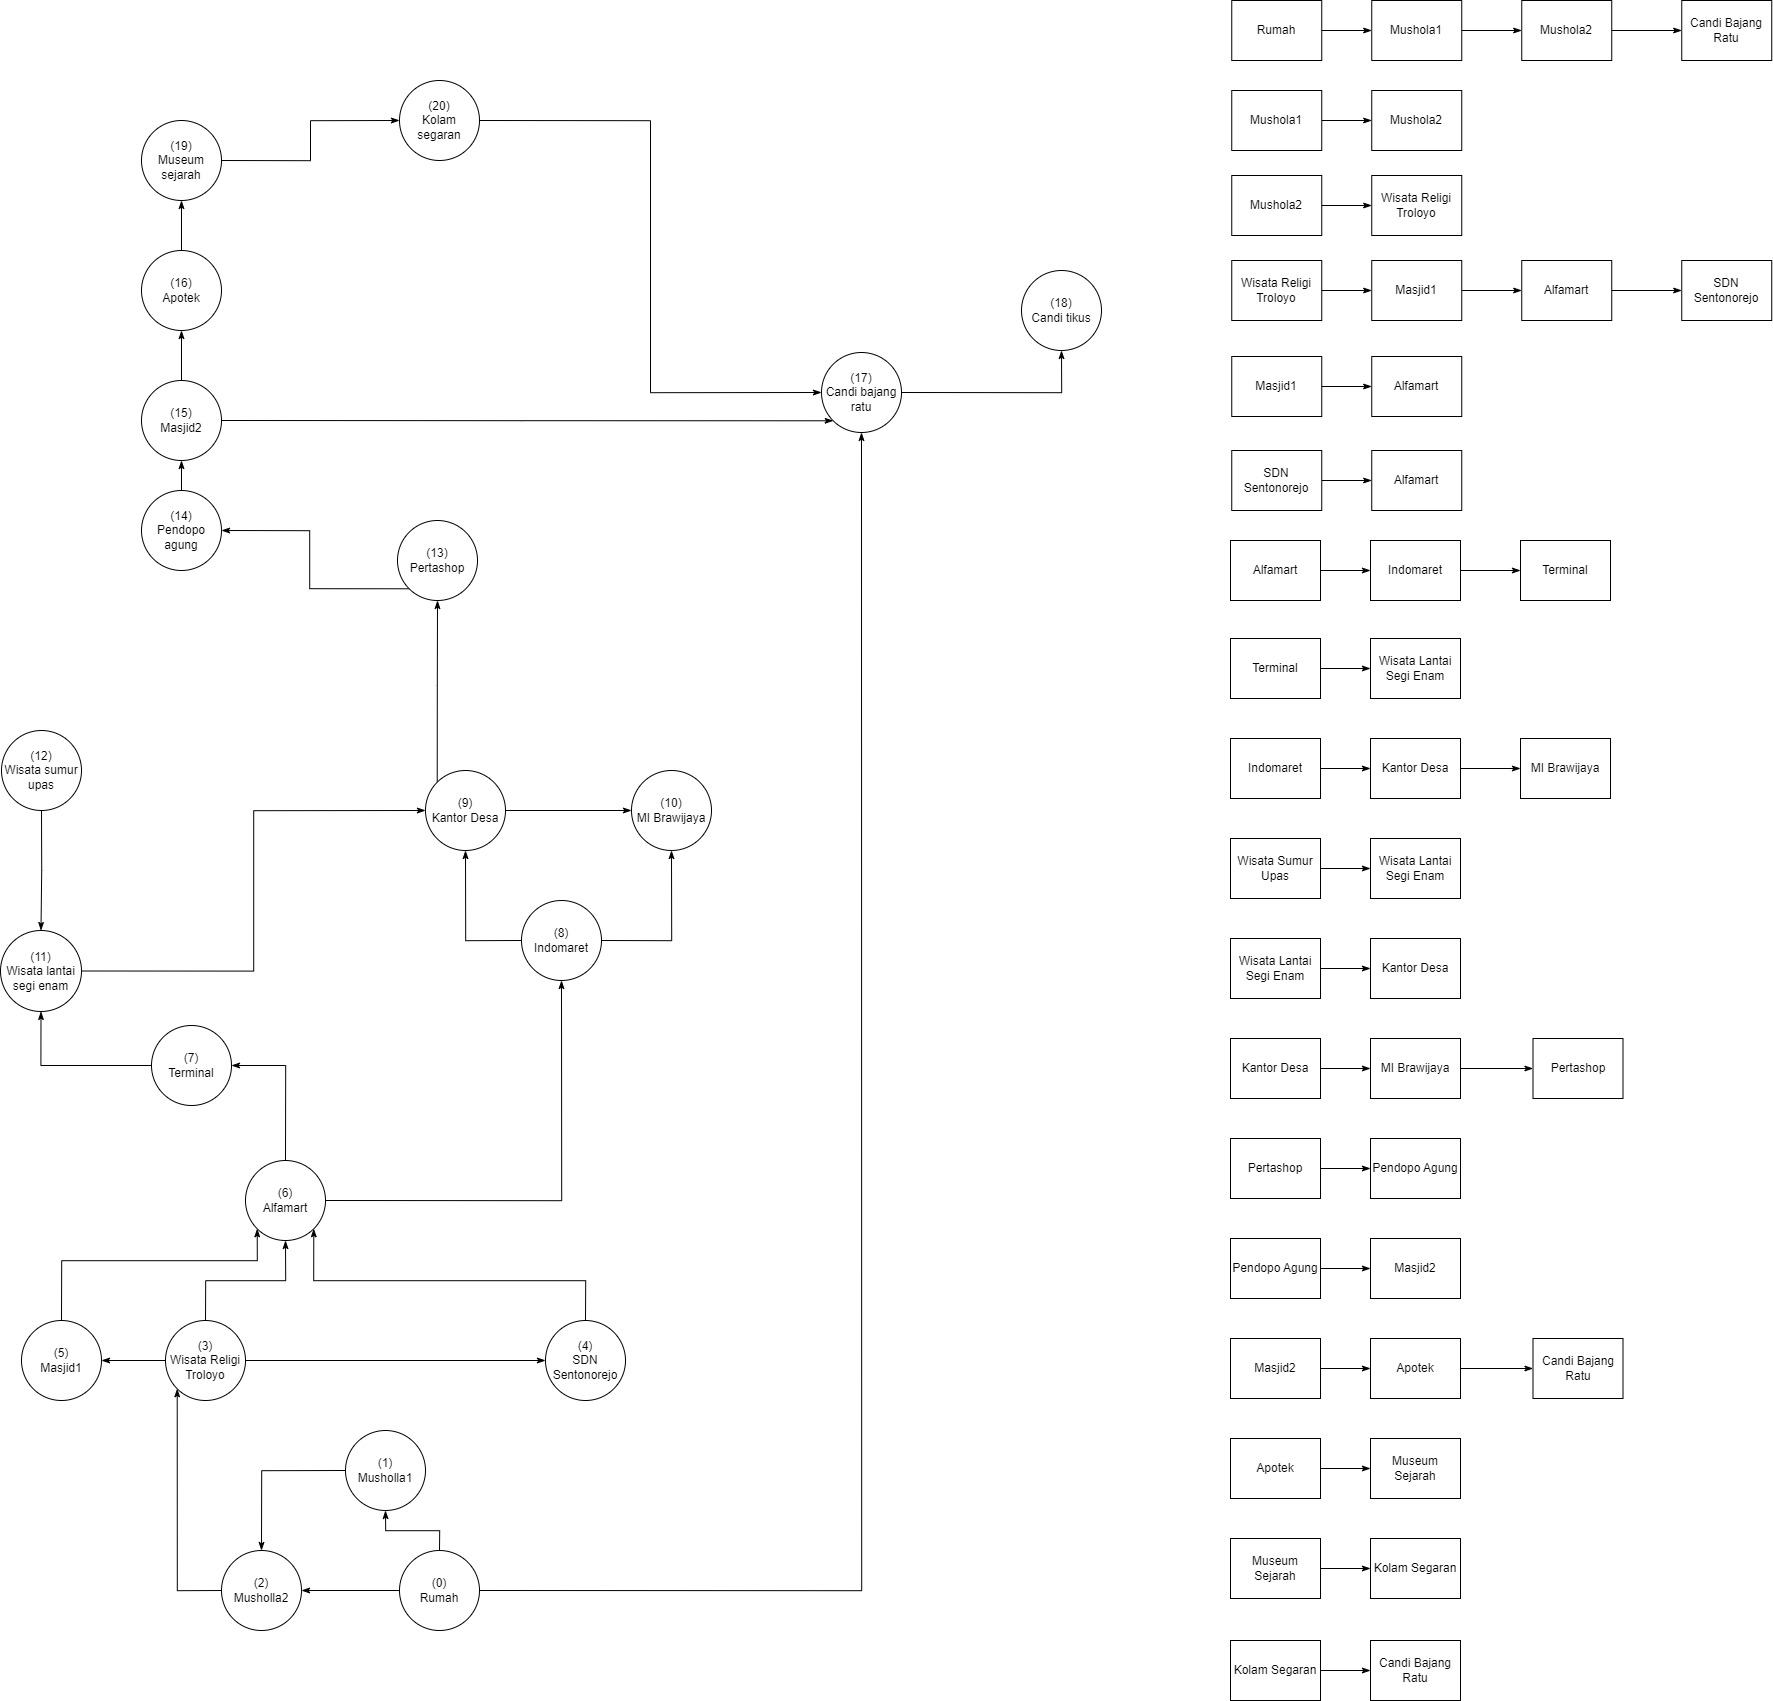 (20)
Kolam
segaran
(19)
Museum
sejarah
(16)
Apotek
(18)
Candi tikus
(17)
Candi bajang
ratu
(15)
Masjid2
(14)
Pendopo
agung
(13)
Pertashop
(12)
Wisata sumur
upas
(9)
Kantor Desa
(10)
MI Brawijaya
(8)
Indomaret
(11)
Wisata lantai
segi enam
(7)
Terminal
(6)
Alfamart
(5)
Masjid1
(3)
Wisata Religi
Troloyo
(4)
SDN
Sentonorejo
(1)
Musholla1
(2)
Musholla2
(0)
Rumah
Rumah
Mushola1
Mushola2
Candi Bajang
Ratu
Mushola1
Mushola2
Mushola2
Wisata Religi
Troloyo
Wisata Religi
Troloyo
Masjid1
Alfamart
SDN
Sentonorejo
Masjid1
Alfamart
SDN
Sentonorejo
Alfamart
Alfamart
Indomaret
Terminal
Terminal
Wisata Lantai
Segi Enam
Indomaret
Kantor Desa
MI Brawijaya
Wisata Sumur
Upas
Wisata Lantai
Segi Enam
Wisata Lantai
Segi Enam
Kantor Desa
Kantor Desa
MI Brawijaya
Pertashop
Pertashop
Pendopo Agung
Pendopo Agung
Masjid2
Masjid2
Apotek
Candi Bajang
Ratu
Apotek
Museum
Sejarah
Museum
Sejarah
Kolam Segaran
Kolam Segaran
Candi Bajang
Ratu